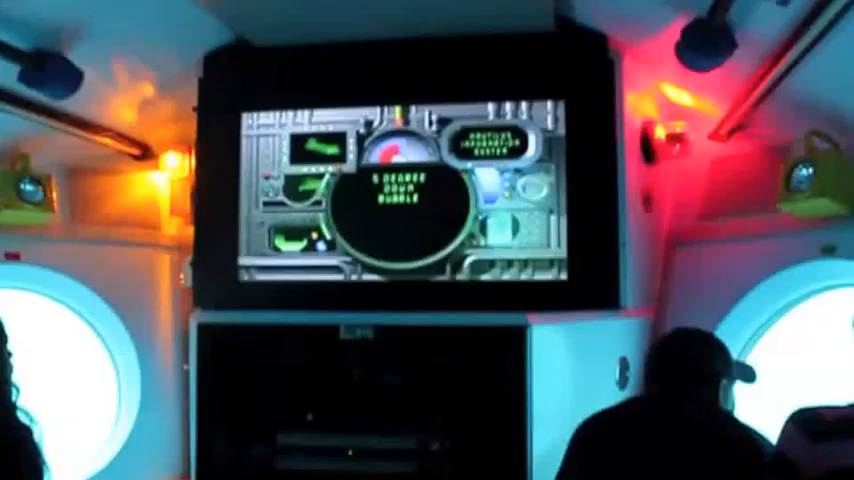 NAUTILUS
INFORMATION
SYSTEM
5 DEGREE
DOWN
BUBBLE